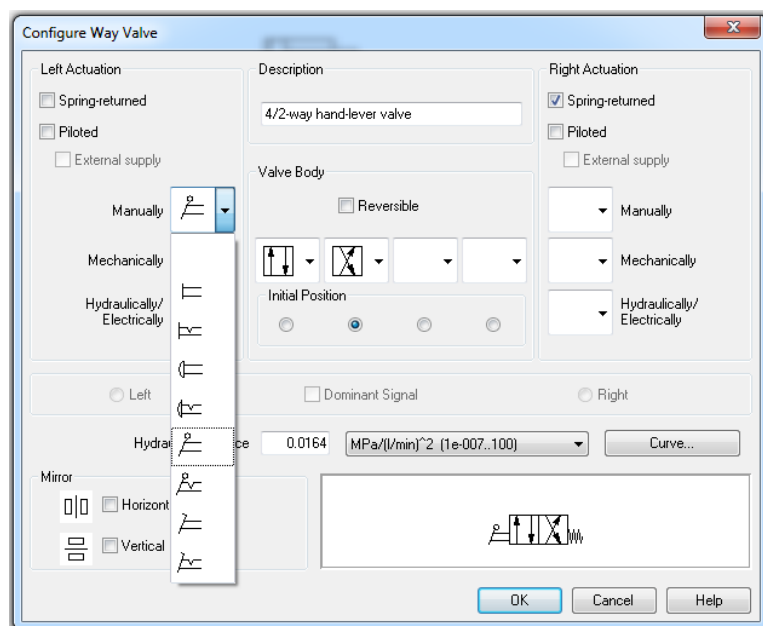 Configure Way Valve
Left Actuation
Spring-returned
Piloted
External supply
Manually
Mechanically
Hydraulically/
Electrically
Description
4/2-way hand-lever valve
Valve Body
Reversible
Initial Position
Right Actua
Spring-returned
Piloted
External supply
Manually
Mechanically
Hydraulically/
Electrically
Left
Dominant Signal
Right
0.0164
MPa/(l/min)^2 (1e-007..100)
Curve...
Mirror
Horizont
Vertical
OK
Cancel
Help